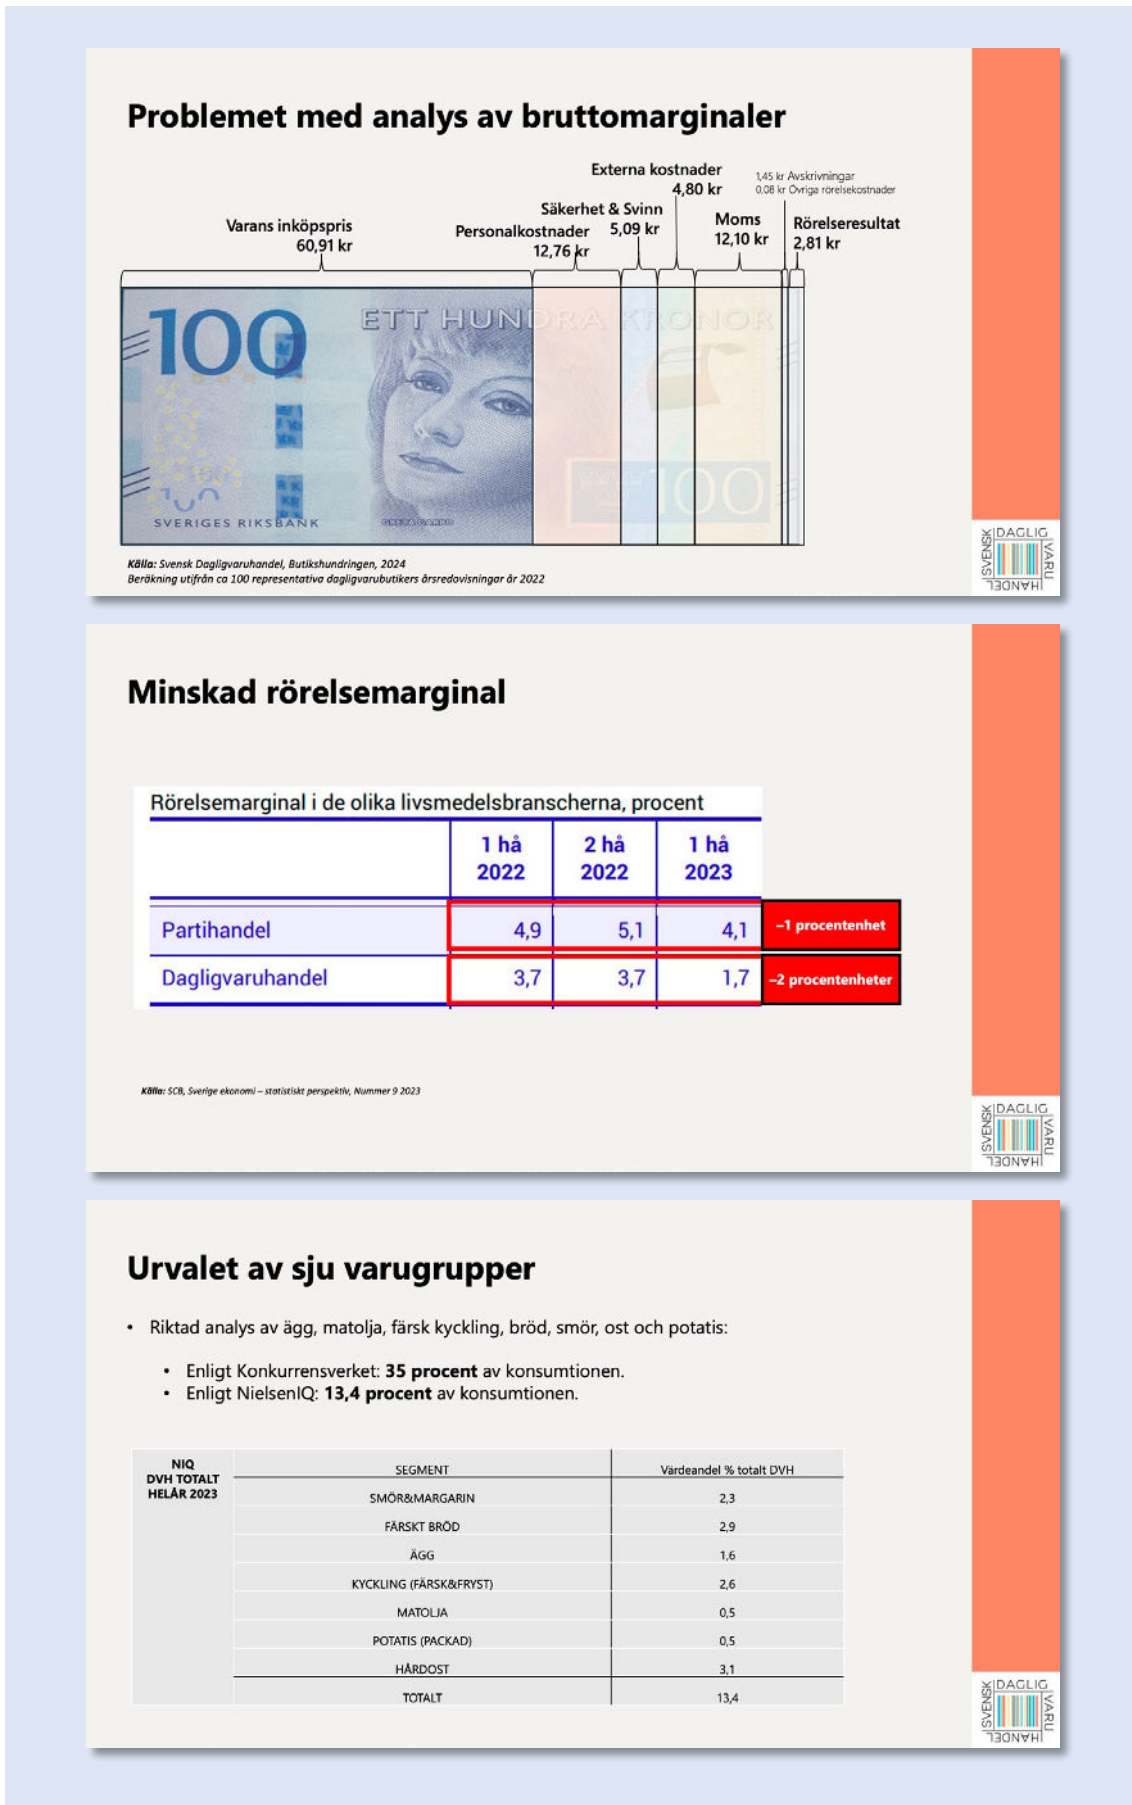 Problemet med analys av bruttomarginaler
Externa kostnader
4,80 kr
1,45 kr Avskrivningar
0,08 kr Övriga rörelsekostnader
Säkerhet & Svinn
5,09 kr
Moms
12,10 kr
Rörelseresultat
2,81 kr
Varans inköpspris
60,91 kr
Personalkostnader
12,76 kr
100
ETT HUNDRA KRONOR
100
SVERIGES RIKSBANK
GRETA GARBO
Källa: Svensk Dagligvaruhandel, Butikshundringen, 2024
Beräkning utifrån ca 100 representativa dagligvarubutikers årsredovisningar år 2022
SVENSK DAGLIG VARU HANDEL
Minskad rörelsemarginal
Rörelsemarginal i de olika livsmedelsbranscherna, procent
1 hå 2022 2 hå 2022 1 hå 2023
Partihandel 4,9 5,1 4,1 –1 procentenhet
Dagligvaruhandel 3,7 3,7 1,7 –2 procentenheter
Källa: SCB, Sverige ekonomi – statistiskt perspektiv, Nummer 9 2023
SVENSK DAGLIG VARU HANDEL
Urvalet av sju varugrupper
• Riktad analys av ägg, matolja, färsk kyckling, bröd, smör, ost och potatis:
• Enligt Konkurrensverket: 35 procent av konsumtionen.
• Enligt NielsenIQ: 13,4 procent av konsumtionen.
NIQ
DVH TOTALT
HELÅR 2023
SEGMENT Värdeandel % totalt DVH
SMÖR&MARGARIN 2,3
FÄRSKT BRÖD 2,9
ÄGG 1,6
KYCKLING (FÄRSK&FRYST) 2,6
MATOLJA 0,5
POTATIS (PACKAD) 0,5
HÅRDOST 3,1
TOTALT 13,4
SVENSK DAGLIG VARU HANDEL